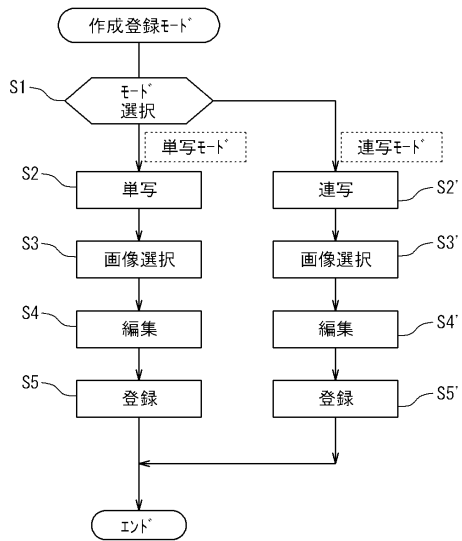 作成登録ﾓｰﾄﾞ
S1
ﾓｰﾄﾞ
選択
単写ﾓｰﾄﾞ
連写ﾓｰﾄﾞ
S2
単写
連写
S2'
S3
画像選択
画像選択
S3'
S4
編集
編集
S4'
S5
登録
登録
S5'
ｴﾝﾄﾞ